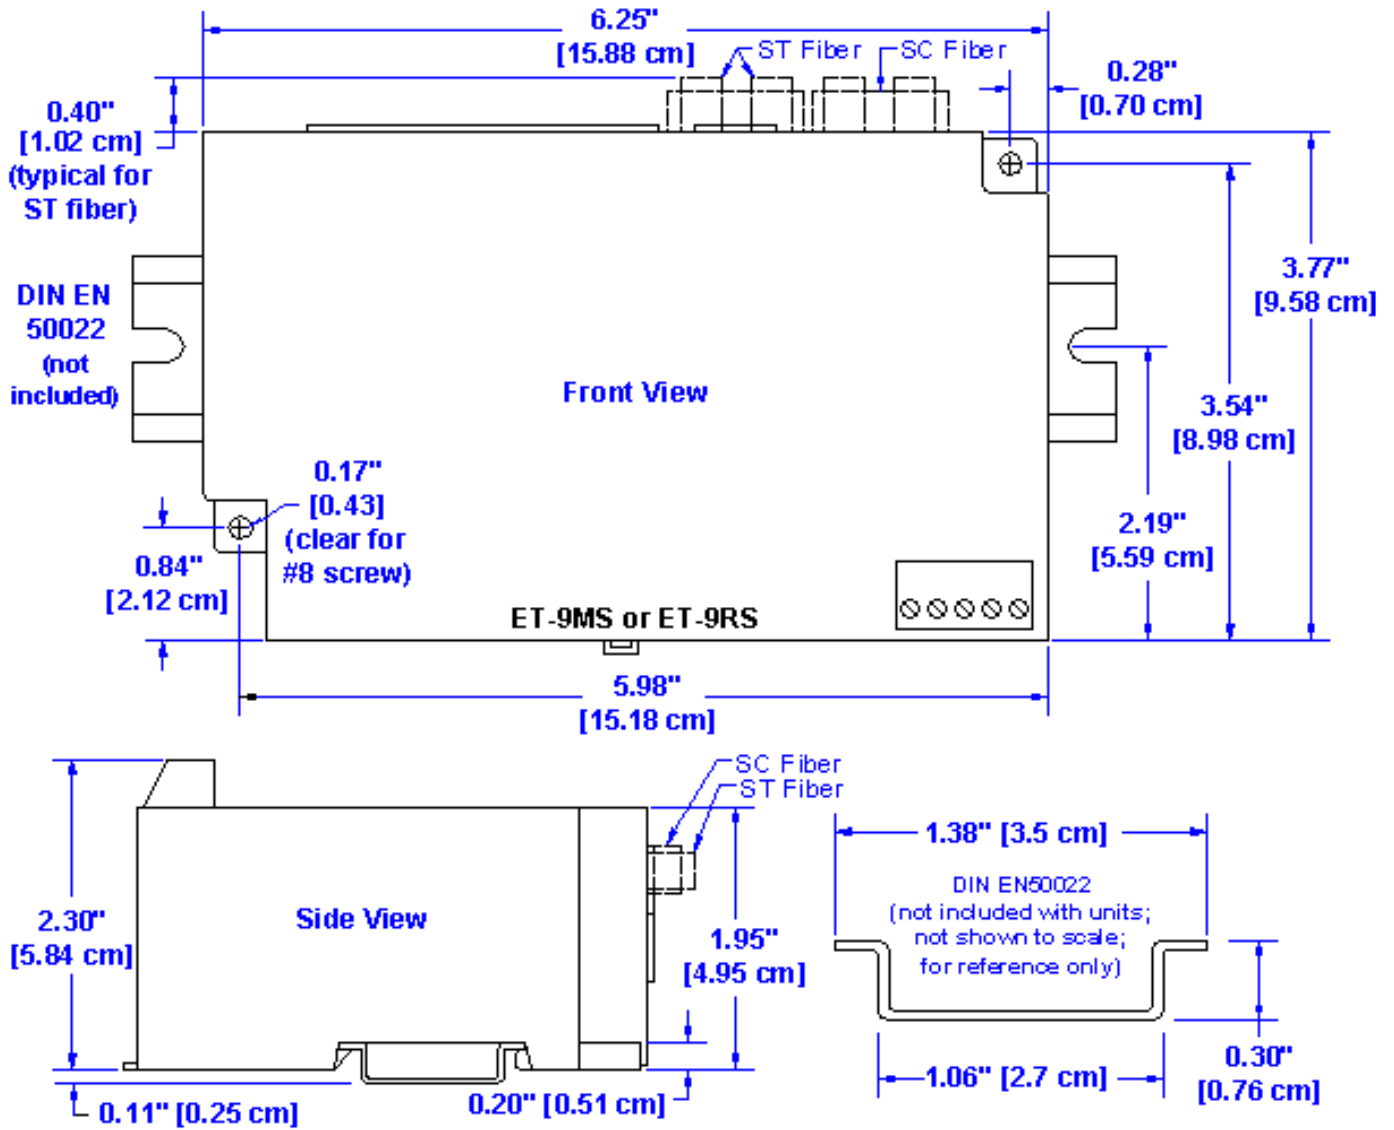 6.25"
[15.88 cm]
ST Fiber
SC Fiber
0.28"
[0.70 cm]
0.40"
[1.02 cm]
(typical for
ST fiber)
DIN EN
50022
(not
included)
3.77"
[9.58 cm]
Front View
3.54"
[8.98 cm]
0.17"
[0.43]
(clear for
#8 screw)
2.19"
[5.59 cm]
0.84"
[2.12 cm]
ET-9MS or ET-9RS
5.98"
[15.18 cm]
SC Fiber
ST Fiber
1.38" [3.5 cm]
DIN EN50022
(not included with units;
not shown to scale;
for reference only)
2.30"
[5.84 cm]
Side View
1.95"
[4.95 cm]
0.30"
[0.76 cm]
1.06" [2.7 cm]
0.20" [0.51 cm]
0.11" [0.25 cm]